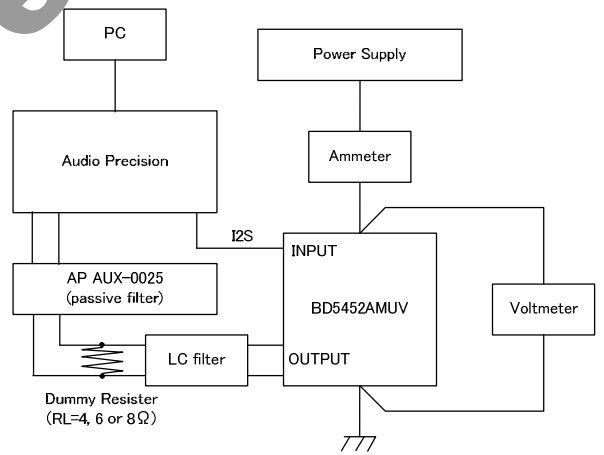 PC
Power Supply
Audio Precision
Ammeter
I2S
INPUT
AP AUX-0025
(passive filter)
BD5452AMUV
Voltmeter
LC filter
OUTPUT
Dummy Resister
(RL=4, 6 or 8Ω)